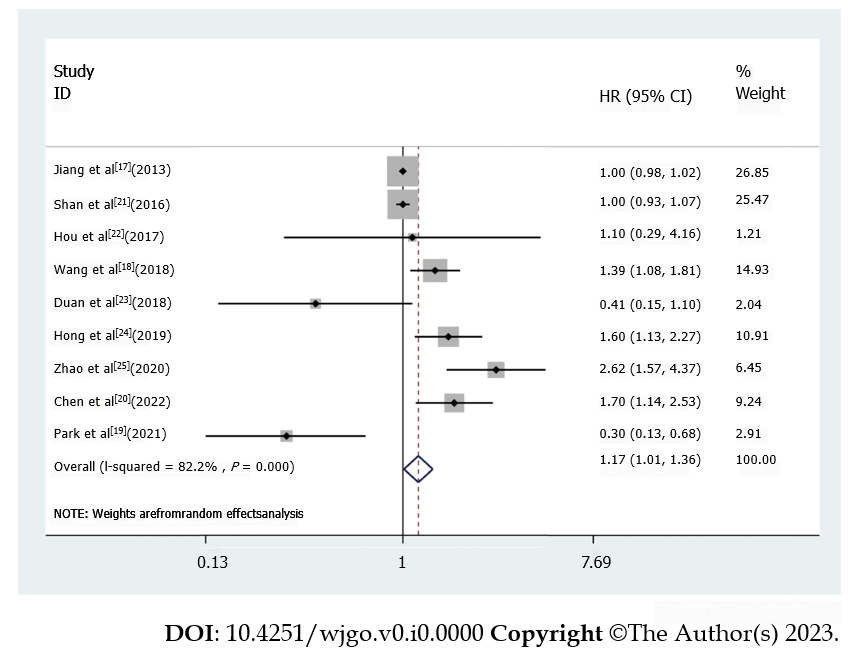 Study %
ID HR (95% CI) Weight
Jiang et al[17](2013) 1.00 (0.98, 1.02) 26.85
Shan et al[21](2016) 1.00 (0.93, 1.07) 25.47
Hou et al[22](2017) 1.10 (0.29, 4.16) 1.21
Wang et al[18](2018) 1.39 (1.08, 1.81) 14.93
Duan et al[23](2018) 0.41 (0.15, 1.10) 2.04
Hong et al[24](2019) 1.60 (1.13, 2.27) 10.91
Zhao et al[25](2020) 2.62 (1.57, 4.37) 6.45
Chen et al[20](2022) 1.70 (1.14, 2.53) 9.24
Park et al[19](2021) 0.30 (0.13, 0.68) 2.91
Overall (I-squared = 82.2% , P = 0.000) 1.17 (1.01, 1.36) 100.00
NOTE: Weights arefromrandom effectsanalysis
0.13 1 7.69
DOI: 10.4251/wjgo.v0.i0.0000 Copyright ©The Author(s) 2023.